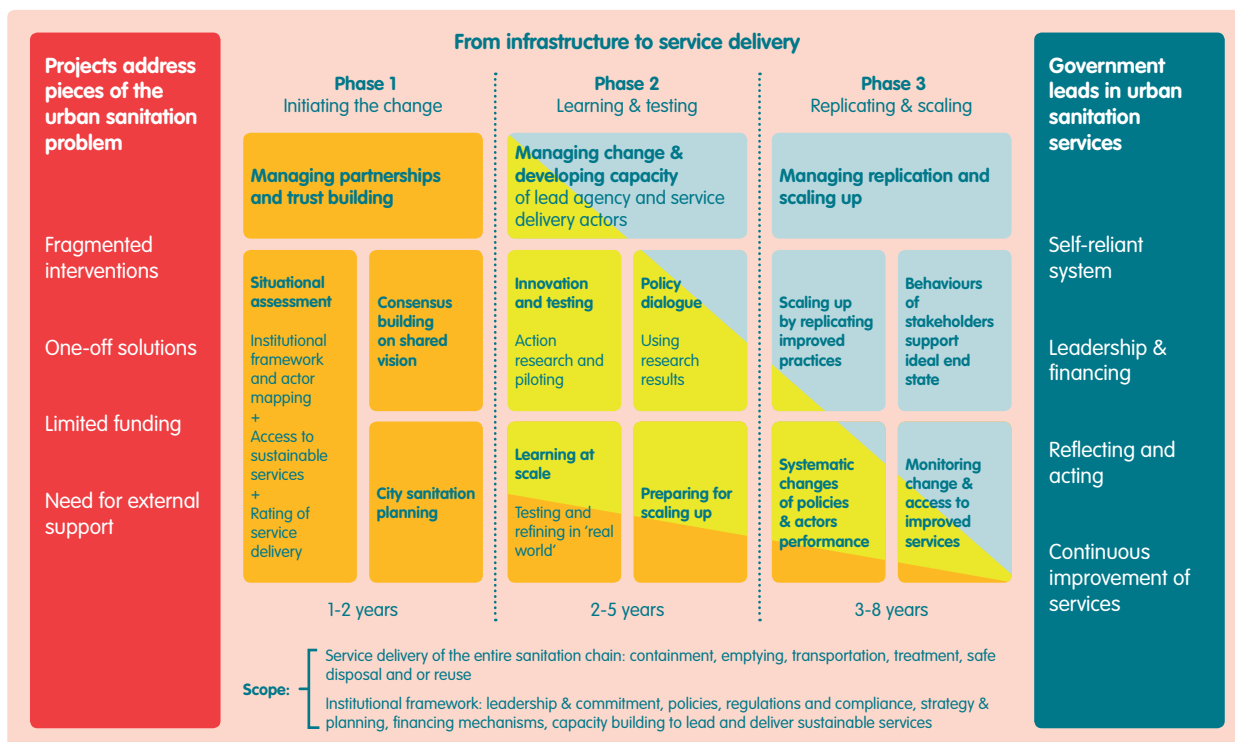 Projects address
pieces of the
urban sanitation
problem
Fragmented
interventions
One-off solutions
Limited funding
Need for external
support
From infrastructure to service delivery
Phase 1
Initiating the change
Managing partnerships
and trust building
Situational
assessment
Institutional
framework
and actor
mapping
+
Access to
sustainable
services
+
Rating of
service
delivery
Consensus
building
on shared
vision
City sanitation
planning
1-2 years
Phase 2
Learning & testing
Managing change &
developing capacity
of lead agency and service
delivery actors
Innovation
and testing
Action
research and
piloting
Policy
dialogue
Using
research
results
Learning at
scale
Testing and
refining in ‘real
world’
Preparing for
scaling up
2-5 years
Phase 3
Replicating & scaling
Managing replication and
scaling up
Scaling up
by replicating
improved
practices
Behaviours
of
stakeholders
support
ideal end
state
Systematic
changes
of policies
& actors
performance
Monitoring
change &
access to
improved
services
3-8 years
Scope:
Service delivery of the entire sanitation chain: containment, emptying, transportation, treatment, safe
disposal and or reuse
Institutional framework: leadership & commitment, policies, regulations and compliance, strategy &
planning, financing mechanisms, capacity building to lead and deliver sustainable services
Government
leads in urban
sanitation
services
Self-reliant
system
Leadership &
financing
Reflecting and
acting
Continuous
improvement of
services